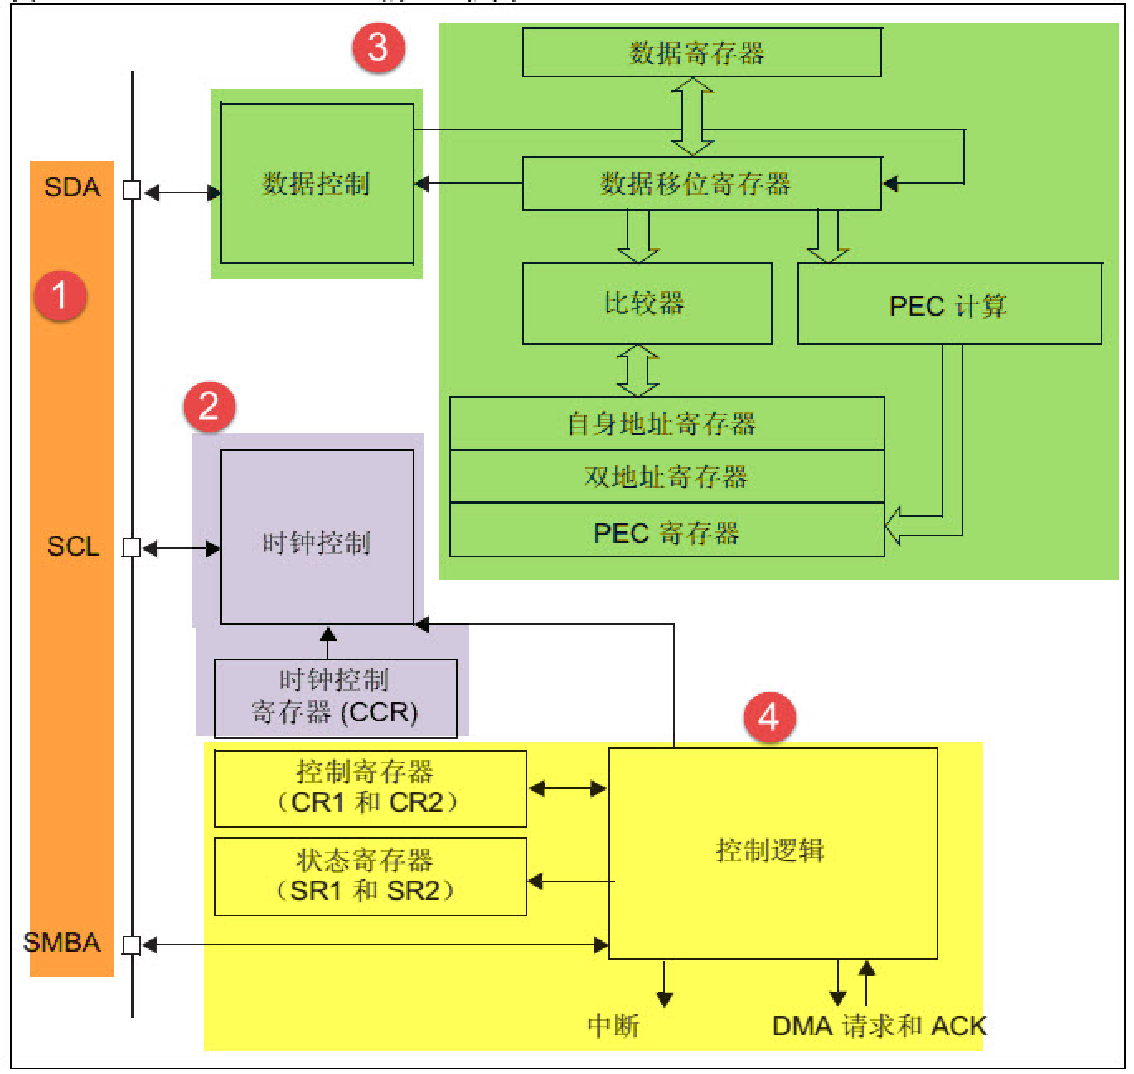 3
数据寄存器
SDA
数据控制
数据移位寄存器
1
比较器
PEC 计算
2
自身地址寄存器
双地址寄存器
PEC 寄存器
SCL
时钟控制
时钟控制
寄存器 (CCR)
4
控制寄存器
（CR1 和 CR2）
控制逻辑
状态寄存器
（SR1 和 SR2）
SMBA
中断
DMA 请求和 ACK